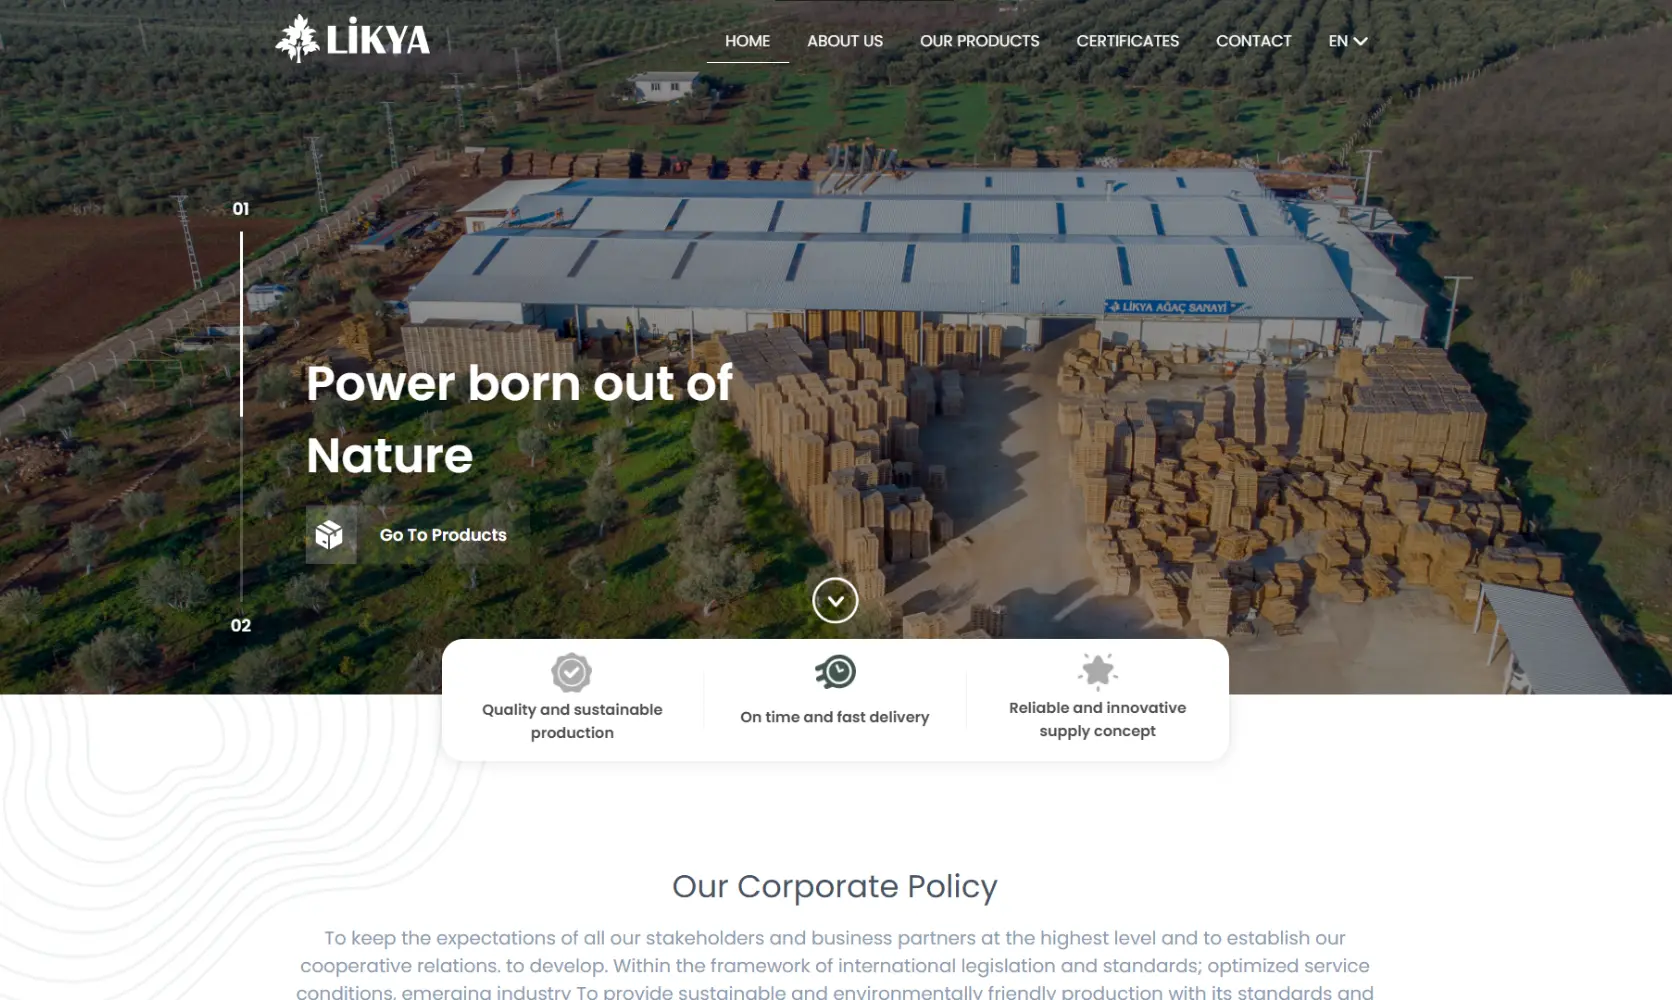 LİKYA
HOME
ABOUT US
OUR PRODUCTS
CERTIFICATES
CONTACT
EN
01
LİKYA AĞAÇ SANAYİ
Power born out of
Nature
Go To Products
02
Quality and sustainable
production
On time and fast delivery
Reliable and innovative
supply concept
Our Corporate Policy
To keep the expectations of all our stakeholders and business partners at the highest level and to establish our
cooperative relations. to develop. Within the framework of international legislation and standards; optimized service
conditions, emerging industry To provide sustainable and environmentally friendly production with its standards and